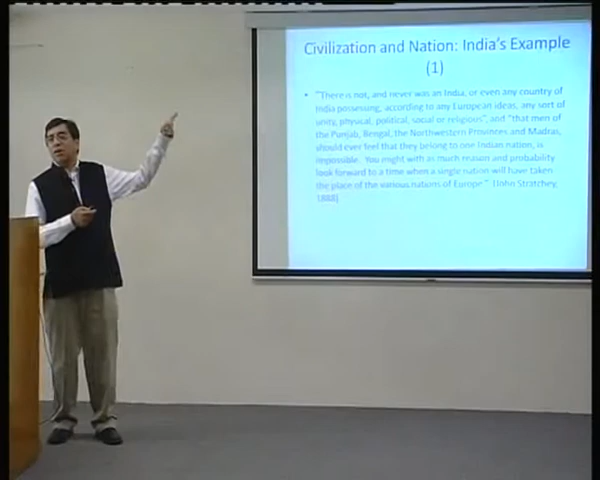 Civilization and Nation: India's Example
(1)
• "There is not, and never was an India, or even any country of
India possessing, according to any European ideas, any sort of
unity, physical, political, social or religious", and "that men of
the Punjab, Bengal, the Northwestern Provinces and Madras,
should ever feel that they belong to one Indian nation, is
impossible. You might with as much reason and probability
look forward to a time when a single nation will have taken
the place of the various nations of Europe." (John Stratchey,
1888)